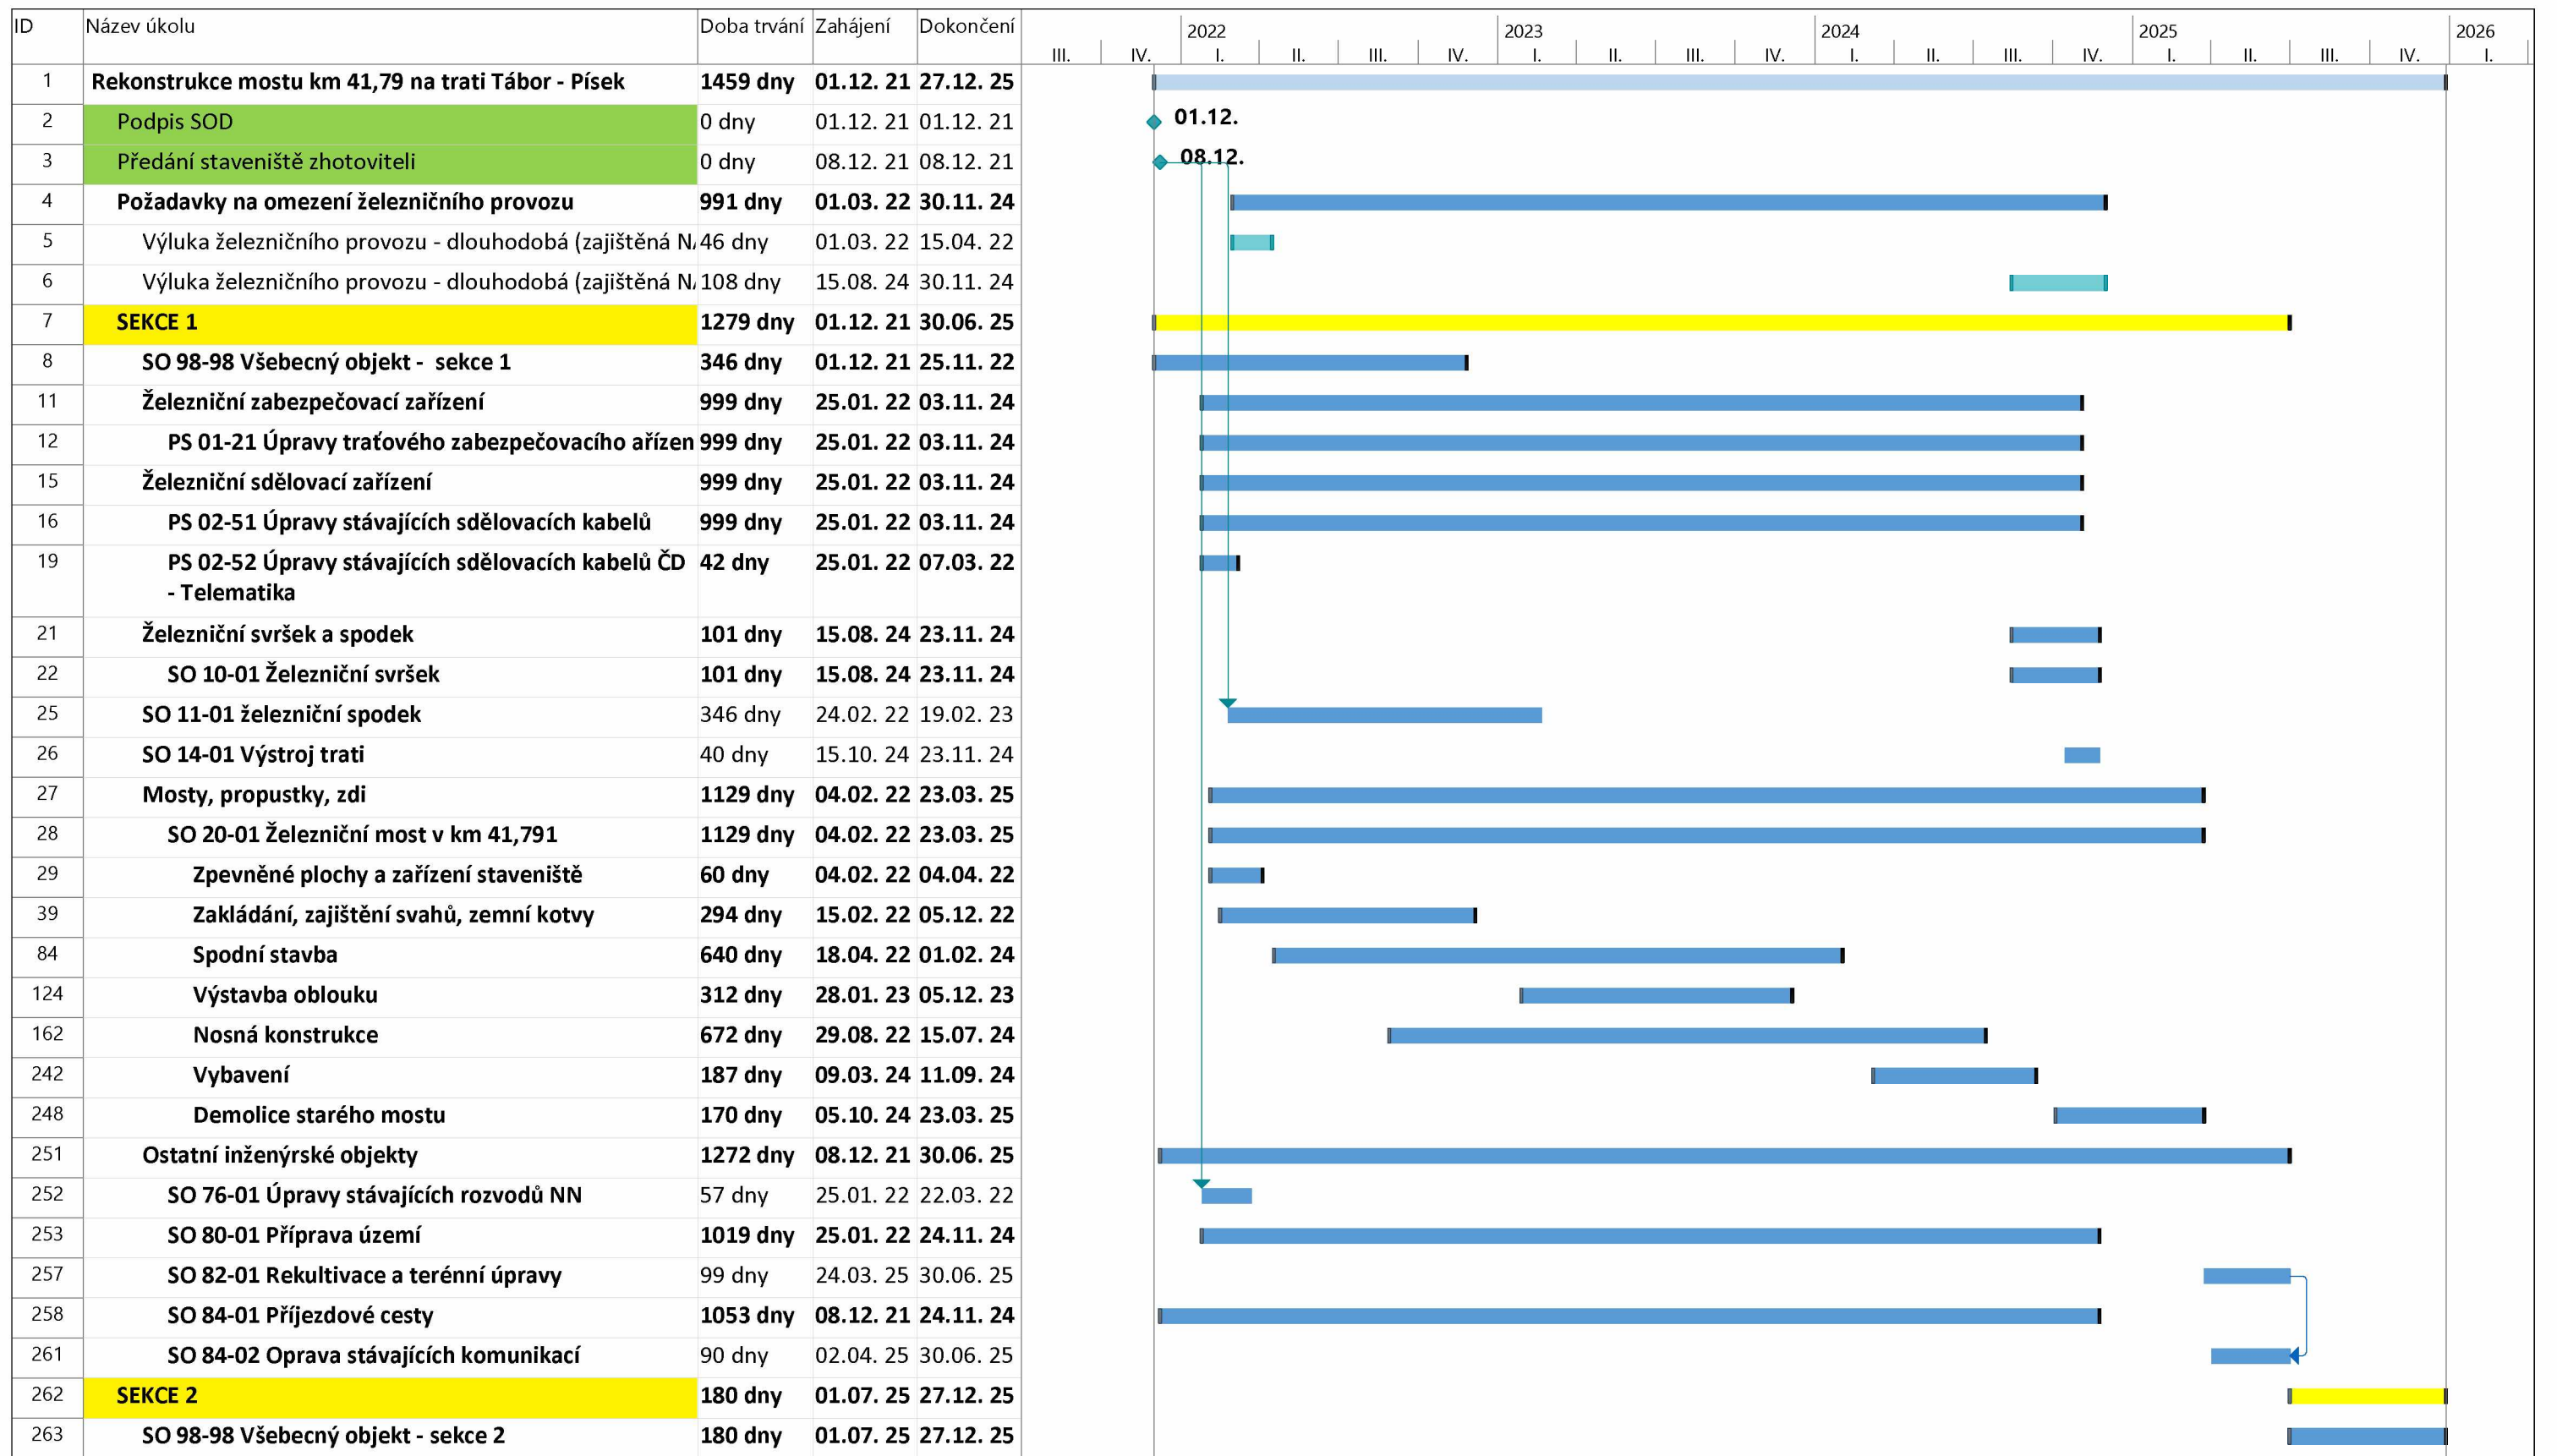 ID Název úkolu Doba trvání Zahájení Dokončení
2022 2023 2024 2025 2026
III. IV. I. II. III. IV. I. II. III. IV. I. II. III. IV. I. II. III. IV. I.
1 Rekonstrukce mostu km 41,79 na trati Tábor - Písek 1459 dny 01.12. 21 27.12. 25
2 Podpis SOD 0 dny 01.12. 21 01.12. 21 01.12.
3 Předání staveniště zhotoviteli 0 dny 08.12. 21 08.12. 21 08.12.
4 Požadavky na omezení železničního provozu 991 dny 01.03. 22 30.11. 24
5 Výluka železničního provozu - dlouhodobá (zajištěná 46 dny 01.03. 22 15.04. 22
6 Výluka železničního provozu - dlouhodobá (zajištěná 108 dny 15.08. 24 30.11. 24
7 SEKCE 1 1279 dny 01.12. 21 30.06. 25
8 SO 98-98 Všebecný objekt - sekce 1 346 dny 01.12. 21 25.11. 22
11 Železniční zabezpečovací zařízení 999 dny 25.01. 22 03.11. 24
12 PS 01-21 Úpravy traťového zabezpečovacího ařízen 999 dny 25.01. 22 03.11. 24
15 Železniční sdělovací zařízení 999 dny 25.01. 22 03.11. 24
16 PS 02-51 Úpravy stávajících sdělovacích kabelů 999 dny 25.01. 22 03.11. 24
19 PS 02-52 Úpravy stávajících sdělovacích kabelů ČD 42 dny 25.01. 22 07.03. 22
- Telematika
21 Železniční svršek a spodek 101 dny 15.08. 24 23.11. 24
22 SO 10-01 Železniční svršek 101 dny 15.08. 24 23.11. 24
25 SO 11-01 železniční spodek 346 dny 24.02. 22 19.02. 23
26 SO 14-01 Výstroj trati 40 dny 15.10. 24 23.11. 24
27 Mosty, propustky, zdi 1129 dny 04.02. 22 23.03. 25
28 SO 20-01 Železniční most v km 41,791 1129 dny 04.02. 22 23.03. 25
29 Zpevněné plochy a zařízení staveniště 60 dny 04.02. 22 04.04. 22
39 Zakládání, zajištění svahů, zemní kotvy 294 dny 15.02. 22 05.12. 22
84 Spodní stavba 640 dny 18.04. 22 01.02. 24
124 Výstavba oblouku 312 dny 28.01. 23 05.12. 23
162 Nosná konstrukce 672 dny 29.08. 22 15.07. 24
242 Vybavení 187 dny 09.03. 24 11.09. 24
248 Demolice starého mostu 170 dny 05.10. 24 23.03. 25
251 Ostatní inženýrské objekty 1272 dny 08.12. 21 30.06. 25
252 SO 76-01 Úpravy stávajících rozvodů NN 57 dny 25.01. 22 22.03. 22
253 SO 80-01 Příprava území 1019 dny 25.01. 22 24.11. 24
257 SO 82-01 Rekultivace a terénní úpravy 99 dny 24.03. 25 30.06. 25
258 SO 84-01 Příjezdové cesty 1053 dny 08.12. 21 24.11. 24
261 SO 84-02 Oprava stávajících komunikací 90 dny 02.04. 25 30.06. 25
262 SEKCE 2 180 dny 01.07. 25 27.12. 25
263 SO 98-98 Všebecný objekt - sekce 2 180 dny 01.07. 25 27.12. 25